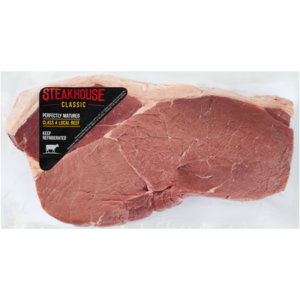 STEAKHOUSE
CLASSIC
PERFECTLY MATURED
CLASS A LOCAL BEEF
KEEP
REFRIGERATED